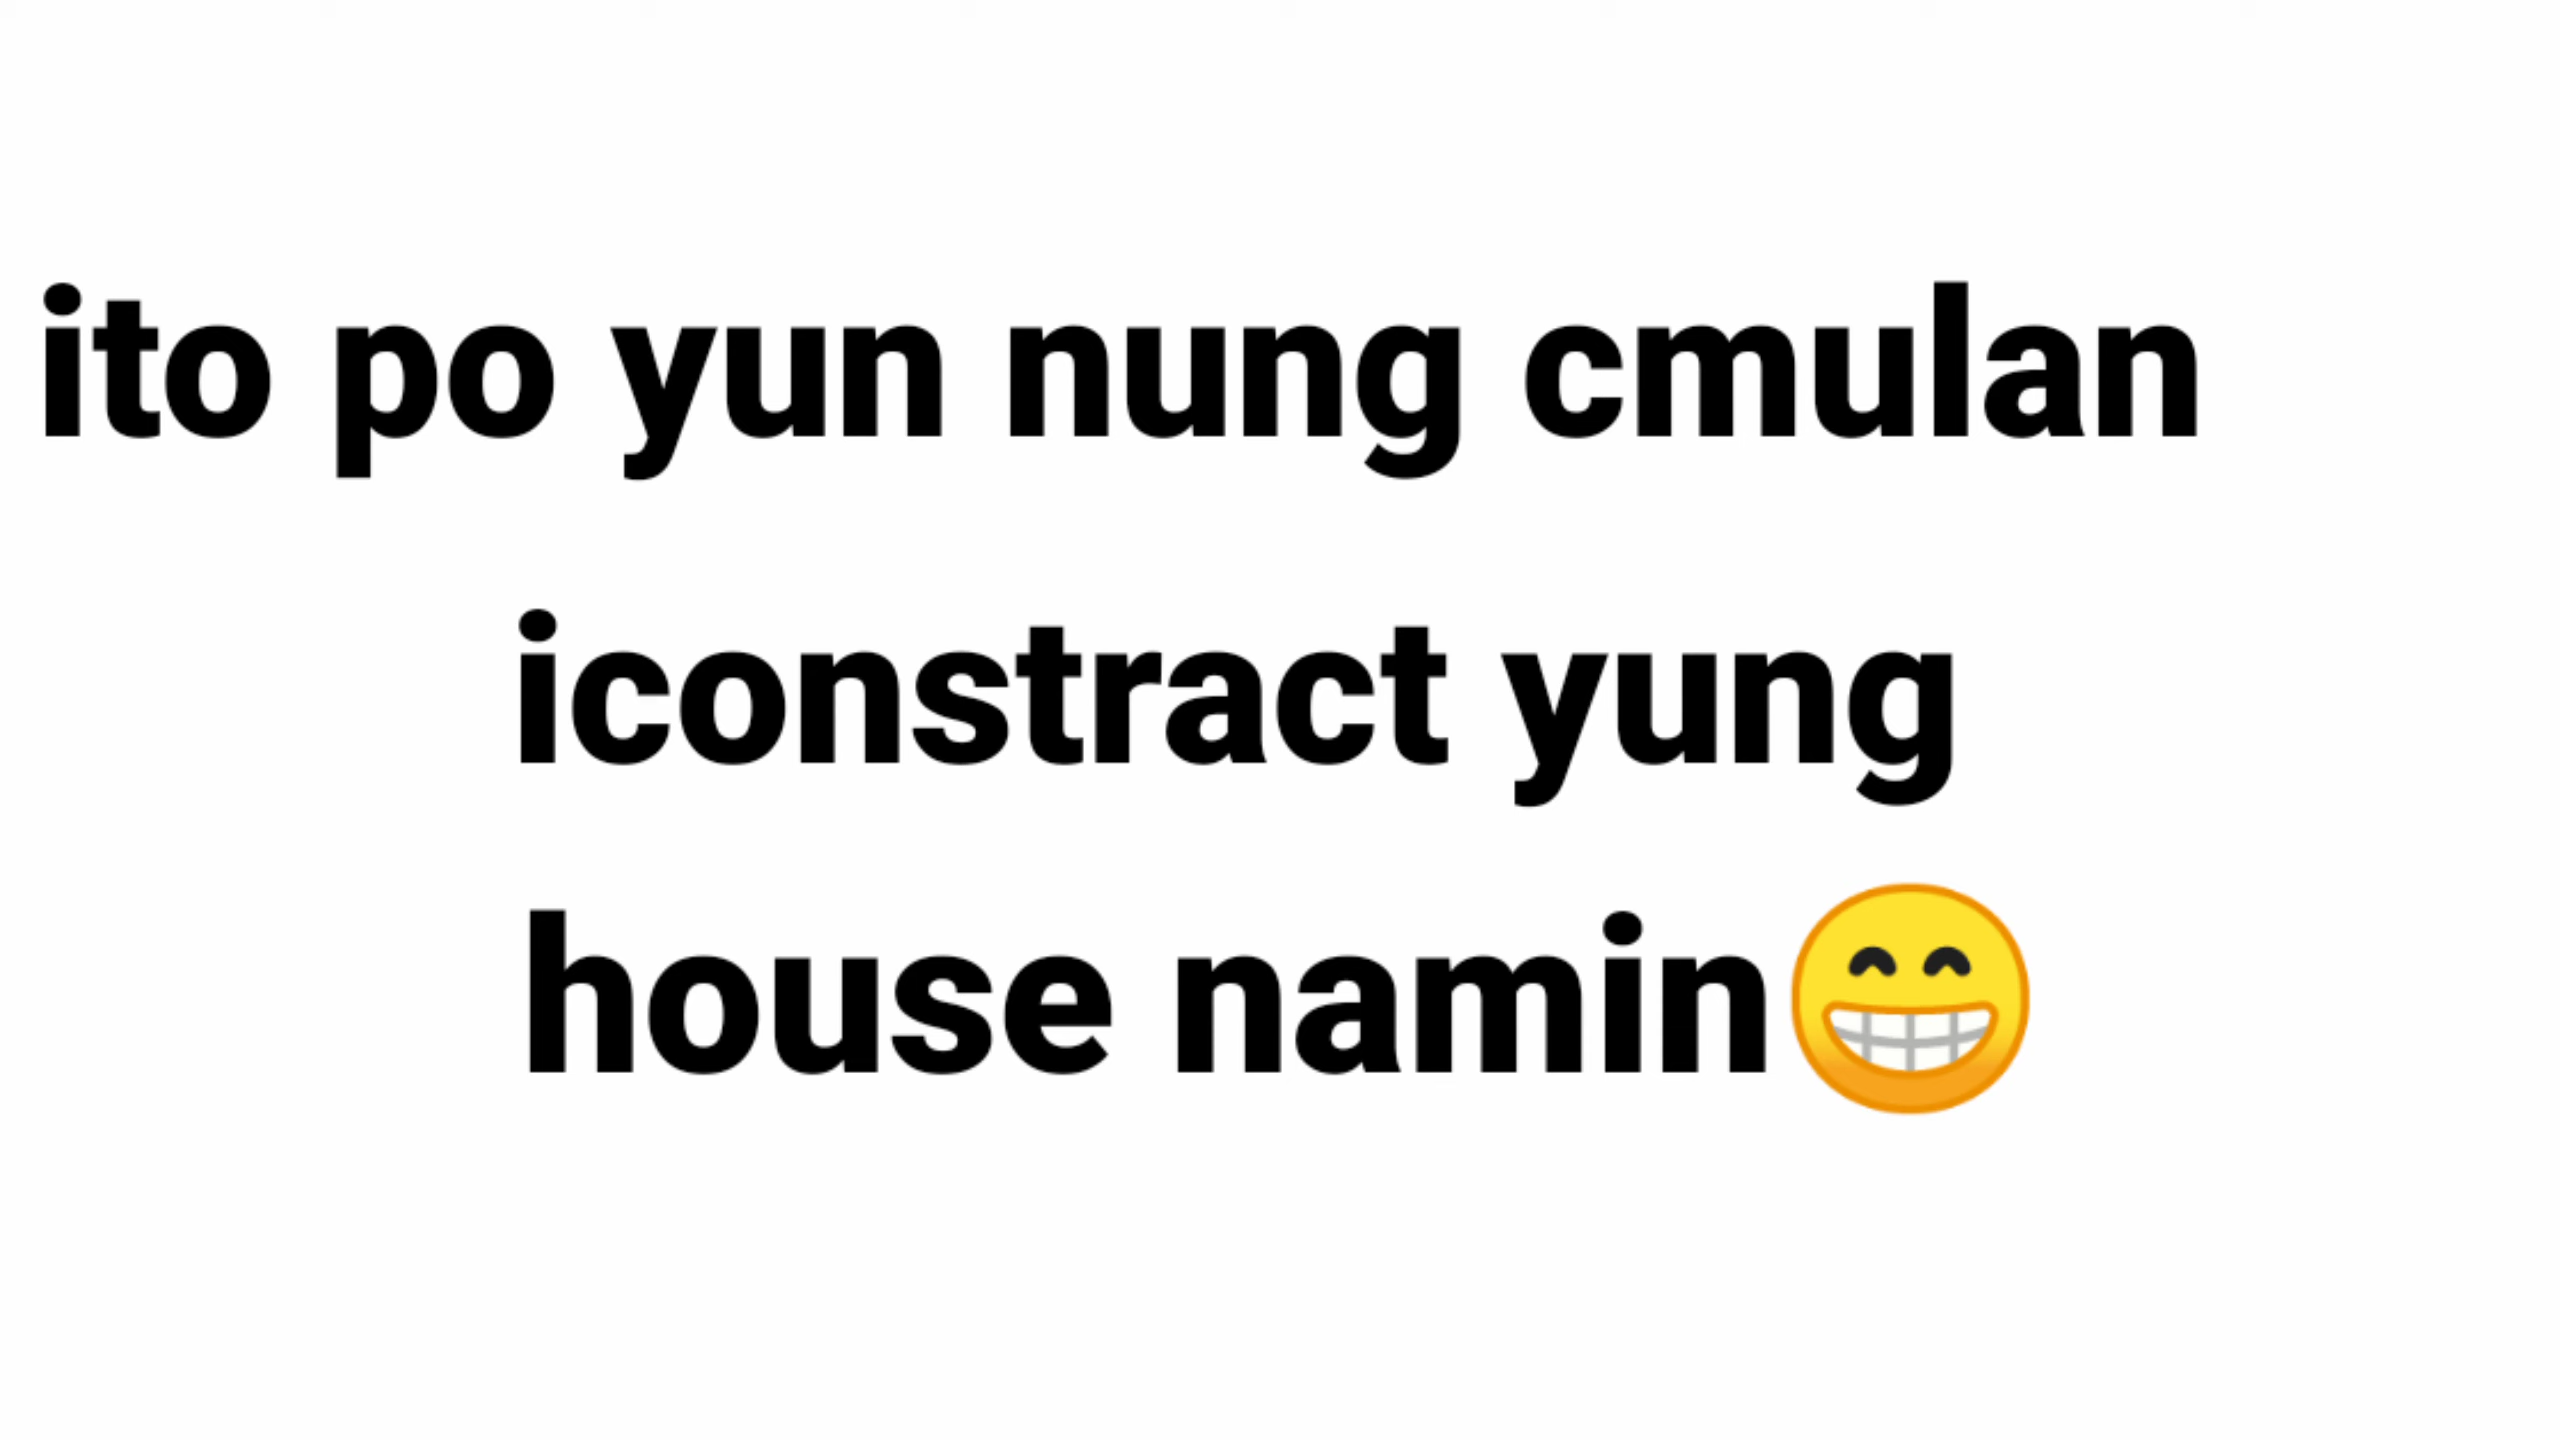 ito po yun nung cmulan
iconstract yung
house namin😁